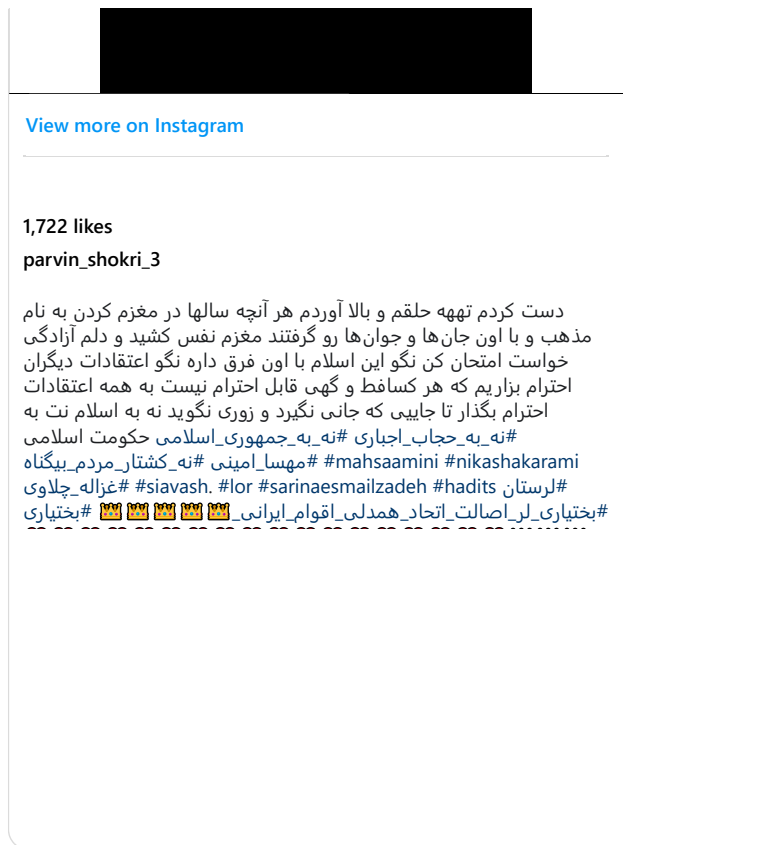 View more on Instagram
1,722 likes
parvin_shokri_3
دست کردم تههه حلقم و بالا آوردم هر آنچه سالها در مغزم کردن به نام
مذهب و با اون جان‌ها و جوان‌ها رو گرفتند مغزم نفس کشید و دلم آزادگی
خواست امتحان کن نگو این اسلام با اون فرق داره نگو اعتقادات دیگران
احترام بزاریم که هر کسافط و گهی قابل احترام نیست به همه اعتقادات
احترام بگذار تا جاییی که جانی نگیرد و زوری نگوید نه به اسلام نت به
حکومت اسلامی #نه_به_جمهوری_اسلامی #نه_به_حجاب_اجباری
#نه_کشتار_مردم_بیگناه #مهسا_امینی #mahsaamini #nikashakarami
#غزاله_چلاوی #siavash. #lor #sarinaesmailzadeh #hadits #لرستان
#بختیاری 👑👑👑👑👑_بختیاری_لر_اصالت_اتحاد_همدلی_اقوام_ایرانی#